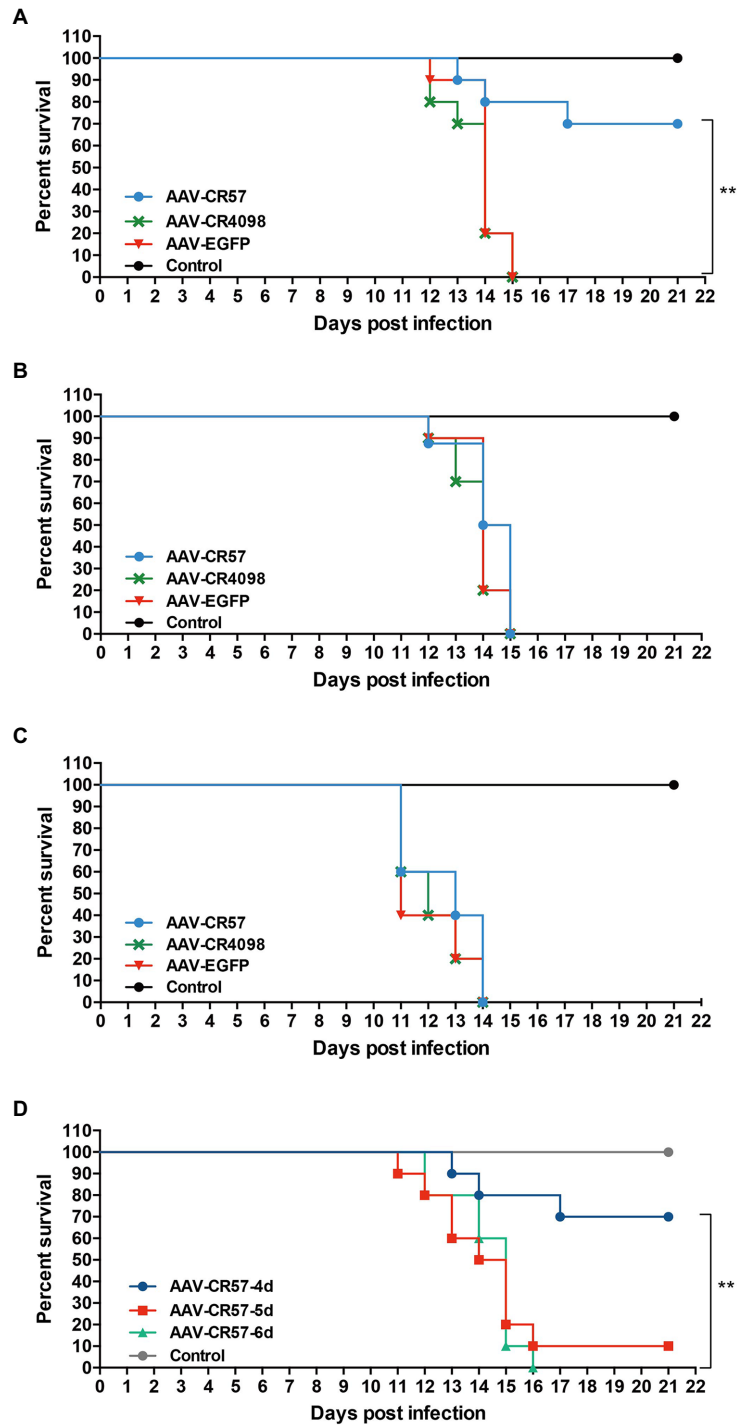 A
110
100
90
80
70
60
50
40
30
20
10
0
Percent survival
AAV-CR57
AAV-CR4098
AAV-EGFP
Control
**
0 1 2 3 4 5 6 7 8 9 10 11 12 13 14 15 16 17 18 19 20 21 22
Days post infection
B
110
100
90
80
70
60
50
40
30
20
10
0
Percent survival
AAV-CR57
AAV-CR4098
AAV-EGFP
Control
0 1 2 3 4 5 6 7 8 9 10 11 12 13 14 15 16 17 18 19 20 21 22
Days post infection
C
110
100
90
80
70
60
50
40
30
20
10
0
Percent survival
AAV-CR57
AAV-CR4098
AAV-EGFP
Control
0 1 2 3 4 5 6 7 8 9 10 11 12 13 14 15 16 17 18 19 20 21 22
Days post infection
D
110
100
90
80
70
60
50
40
30
20
10
0
Percent survival
AAV-CR57-4d
AAV-CR57-5d
AAV-CR57-6d
Control
**
0 1 2 3 4 5 6 7 8 9 10 11 12 13 14 15 16 17 18 19 20 21 22
Days post infection